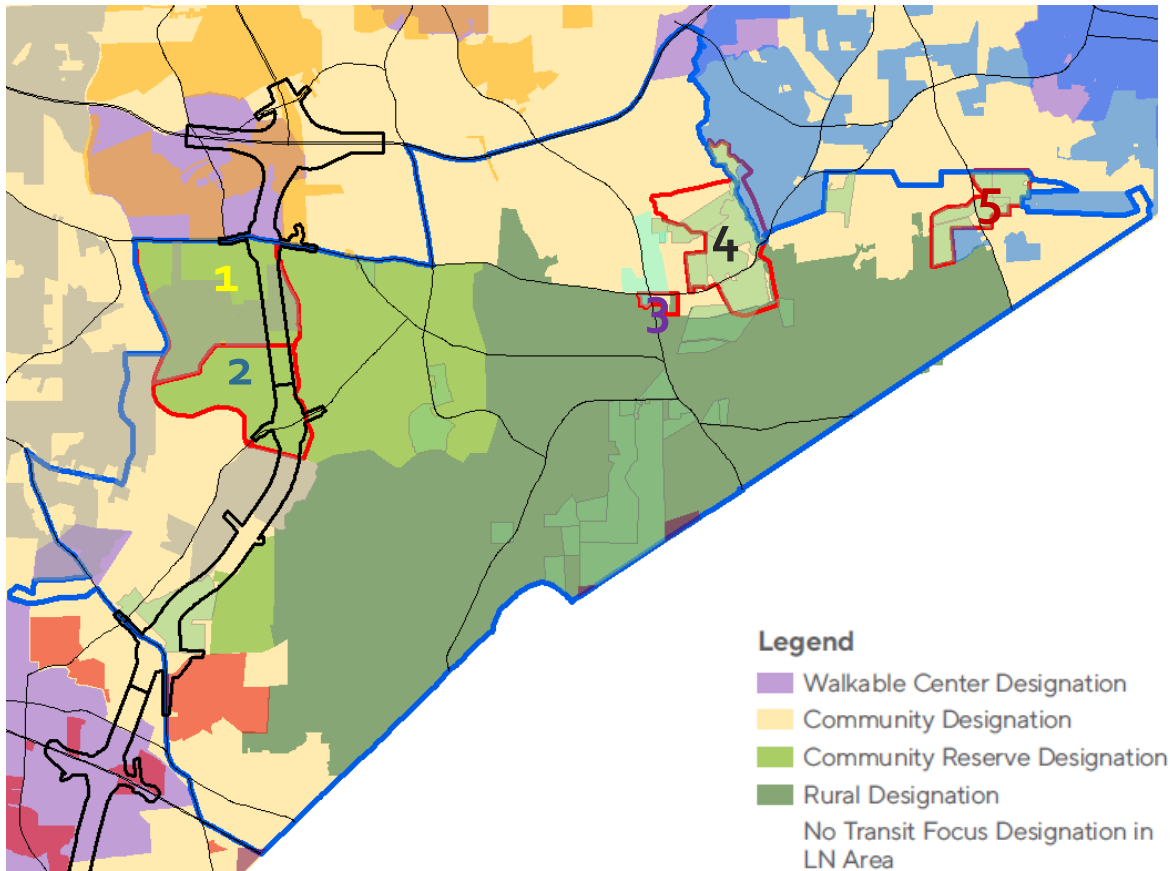 1
2
3
4
5
Legend
Walkable Center Designation
Community Designation
Community Reserve Designation
Rural Designation
No Transit Focus Designation in
LN Area